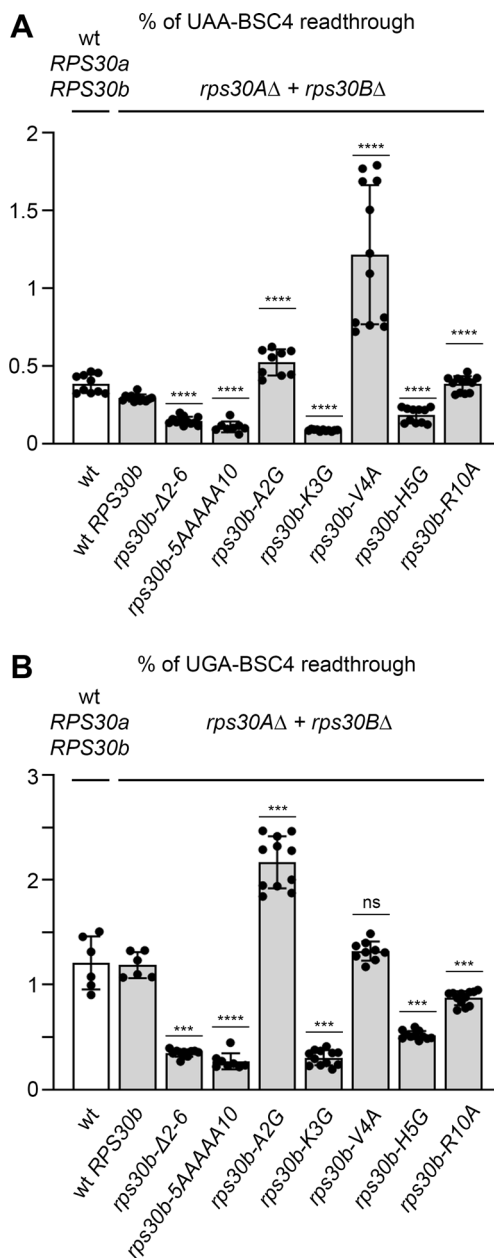 A
% of UAA-BSC4 readthrough
wt
RPS30a
RPS30b
rps30AΔ + rps30BΔ
2
1.5
1
0.5
0
****
****
****
****
****
****
****
wt
wt RPS30b
rps30b-Δ2-6
rps30b-5AAAAA10
rps30b-A2G
rps30b-K3G
rps30b-V4A
rps30b-H5G
rps30b-R10A
B
% of UGA-BSC4 readthrough
wt
RPS30a
RPS30b
rps30AΔ + rps30BΔ
3
2
1
0
***
****
***
***
ns
***
***
wt
wt RPS30b
rps30b-Δ2-6
rps30b-5AAAAA10
rps30b-A2G
rps30b-K3G
rps30b-V4A
rps30b-H5G
rps30b-R10A